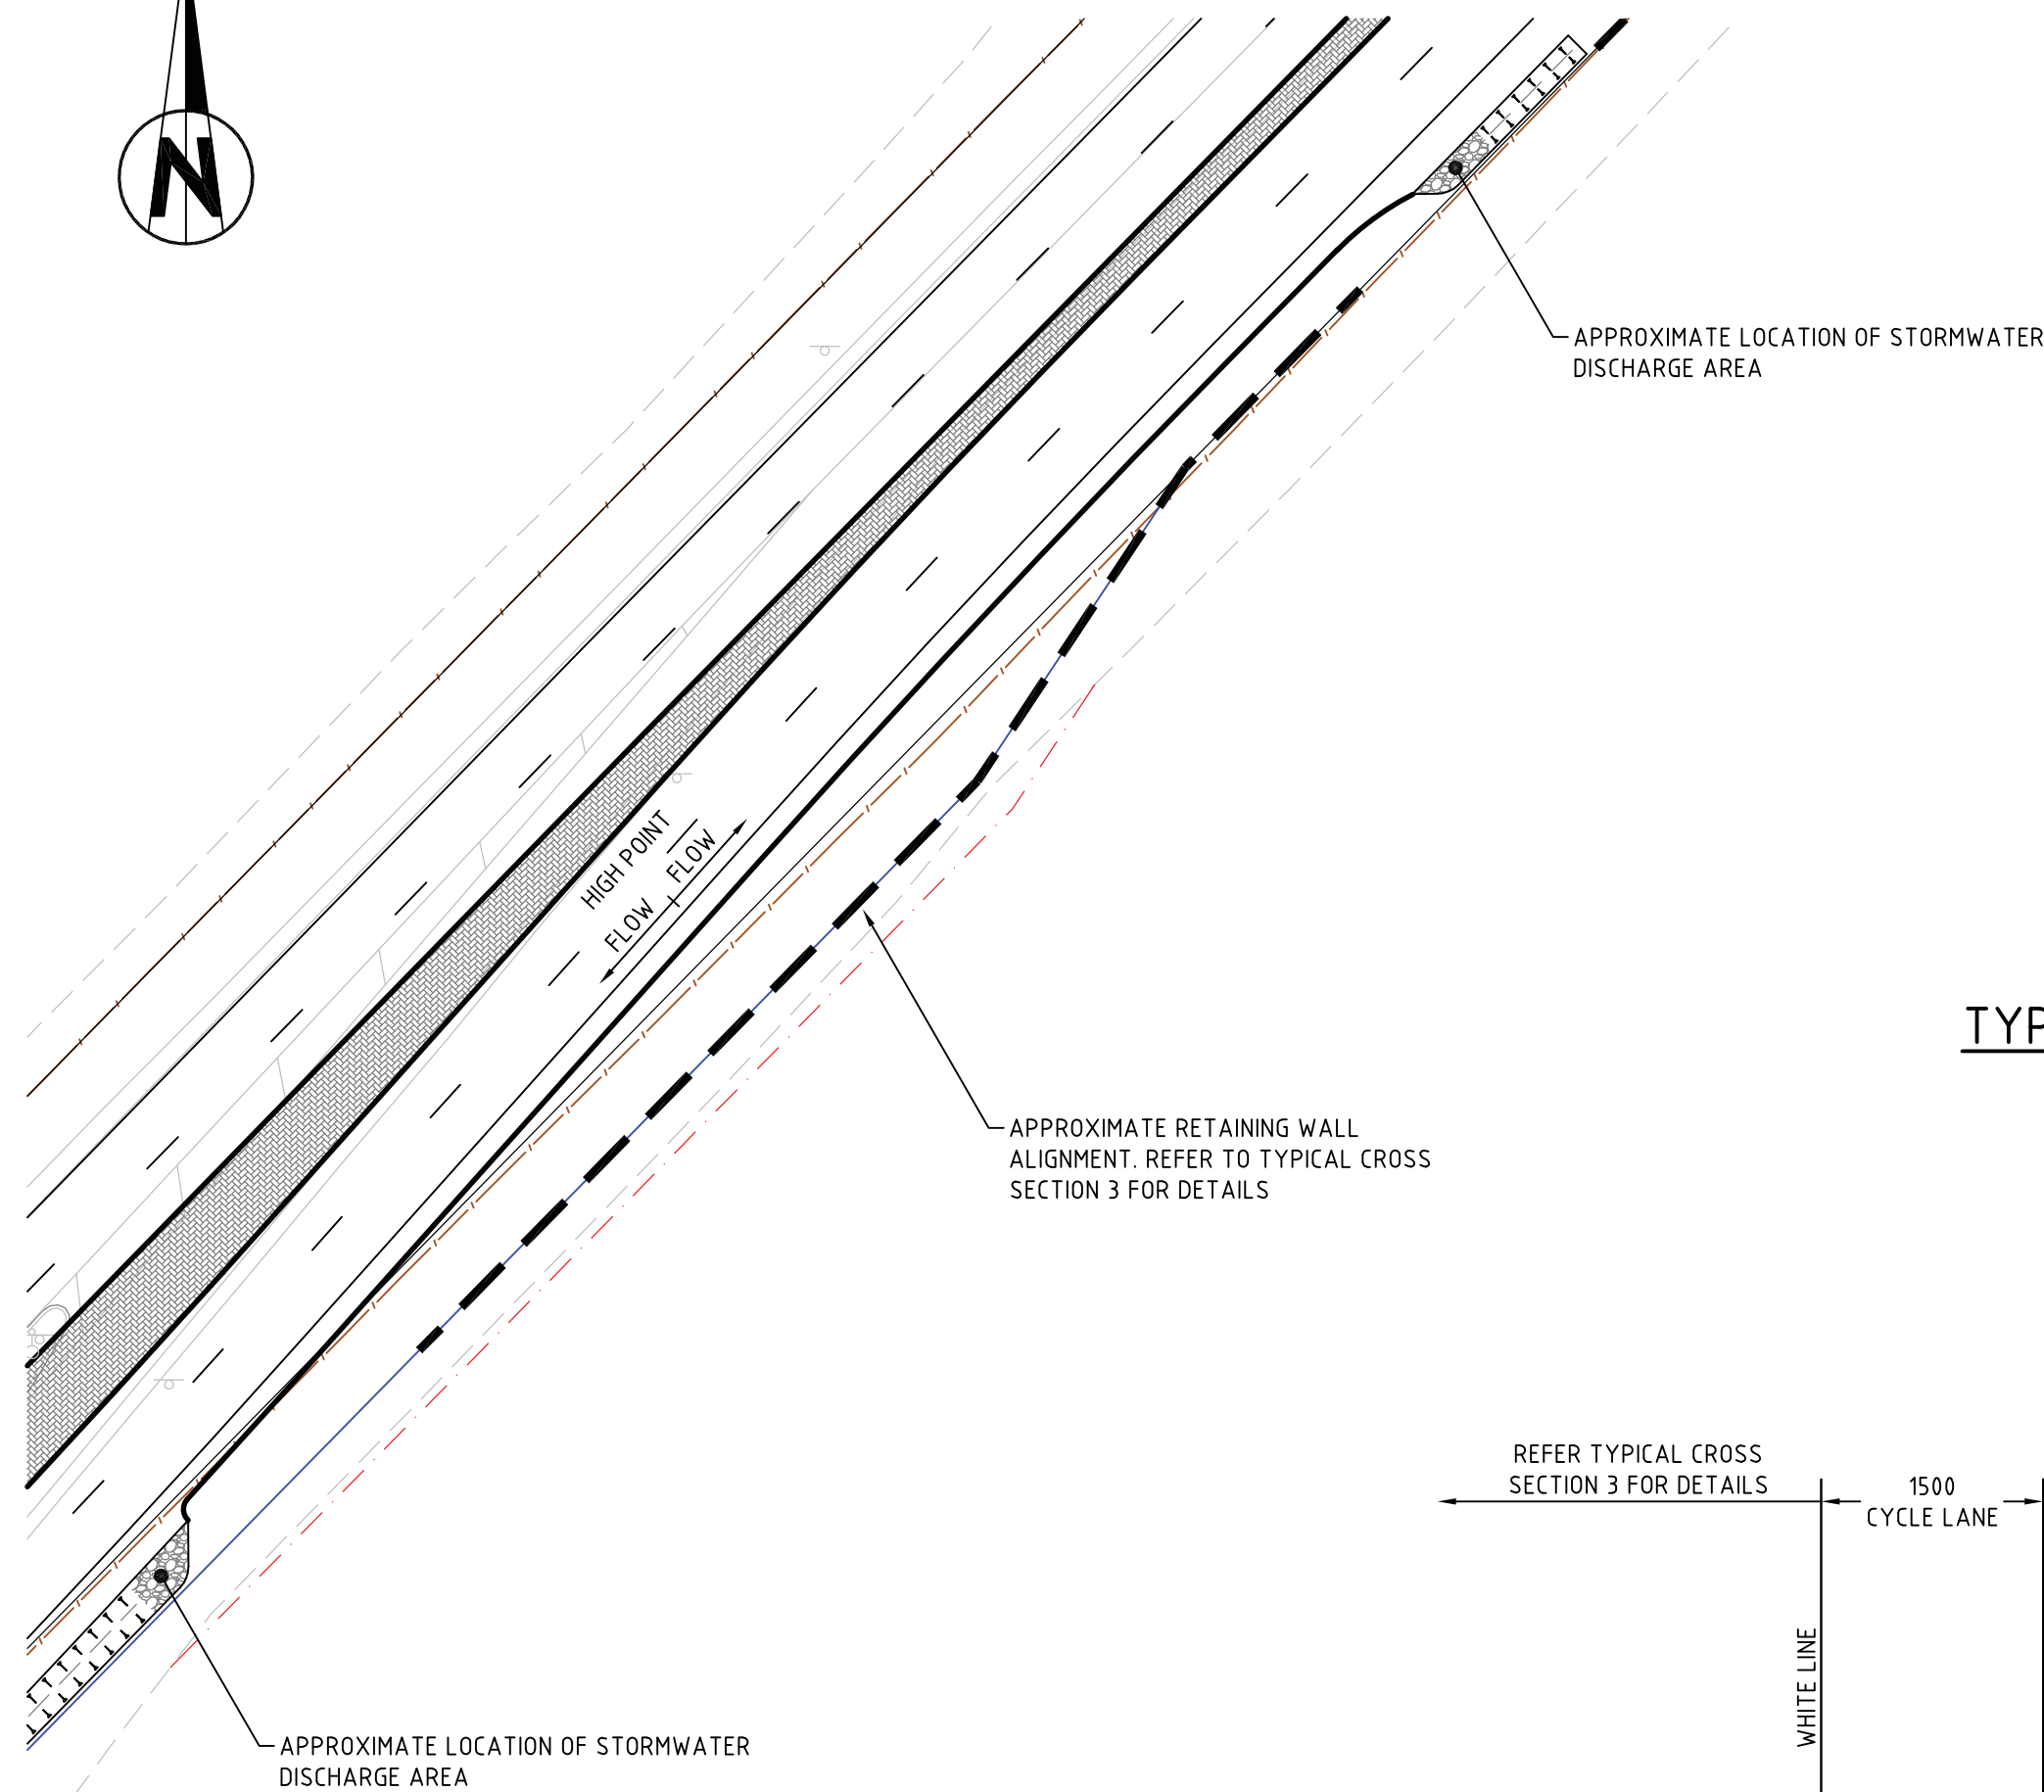 N
APPROXIMATE LOCATION OF STORMWATER
DISCHARGE AREA
HIGH POINT
FLOW
FLOW
TYP
APPROXIMATE RETAINING WALL
ALIGNMENT. REFER TO TYPICAL CROSS
SECTION 3 FOR DETAILS
REFER TYPICAL CROSS
SECTION 3 FOR DETAILS
1500
CYCLE LANE
WHITE LINE
APPROXIMATE LOCATION OF STORMWATER
DISCHARGE AREA